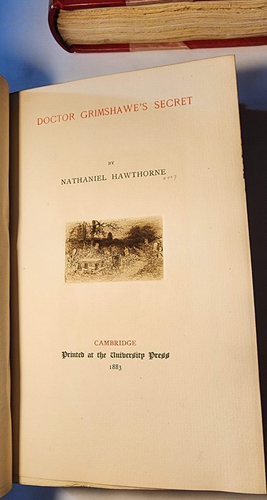 DOCTOR GRIMSHAWE'S SECRET
BY
NATHANIEL HAWTHORNE
CAMBRIDGE
Printed at the University Press
1883